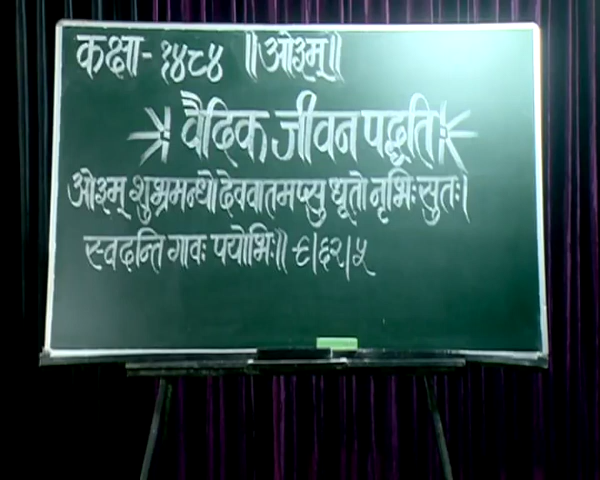 कक्षा- १४८४ ॥ओ३म्॥
वैदिक जीवन पद्धति
ओ३म् शुभ्रमन्धो देववातमप्सु धूतो नृभिः सुतः।
स्वदन्ति गावः पयोभिः॥ ९।६२।५